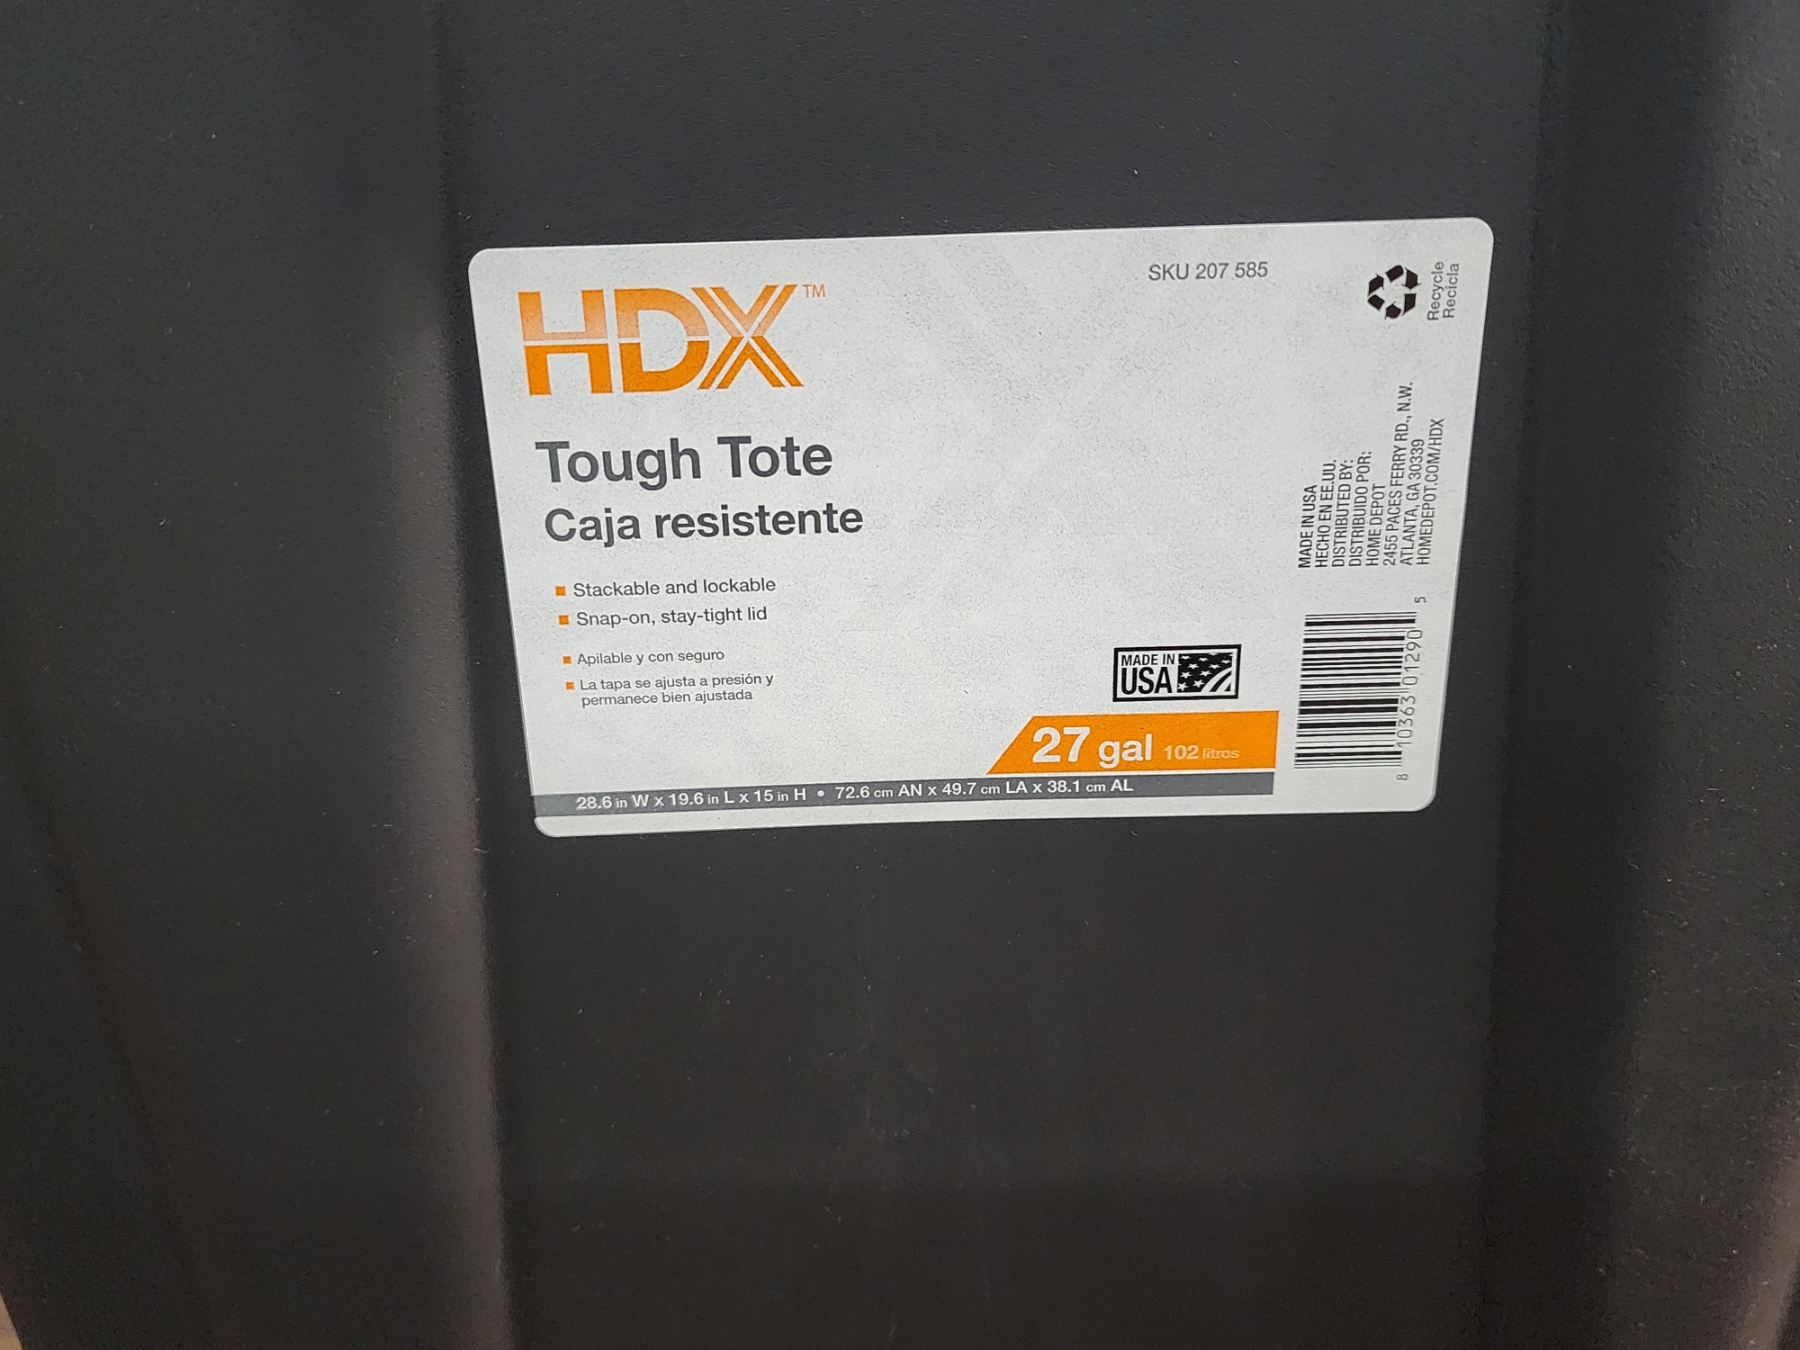 HDX™
SKU 207 585
Recycle
Recicla
Tough Tote
Caja resistente
Stackable and lockable
Snap-on, stay-tight lid
Apilable y con seguro
La tapa se ajusta a presión y
permanece bien ajustada
MADE IN
USA
27 gal 102 litros
28.6 in W x 19.6 in L x 15 in H • 72.6 cm AN x 49.7 cm LA x 38.1 cm AL
MADE IN USA
HECHO EN EE.UU.
DISTRIBUTED BY:
DISTRIBUIDO POR:
HOME DEPOT
2455 PACES FERRY RD., N.W.
ATLANTA, GA 30339
HOMEDEPOT.COM/HDX
8 10363 01290 5